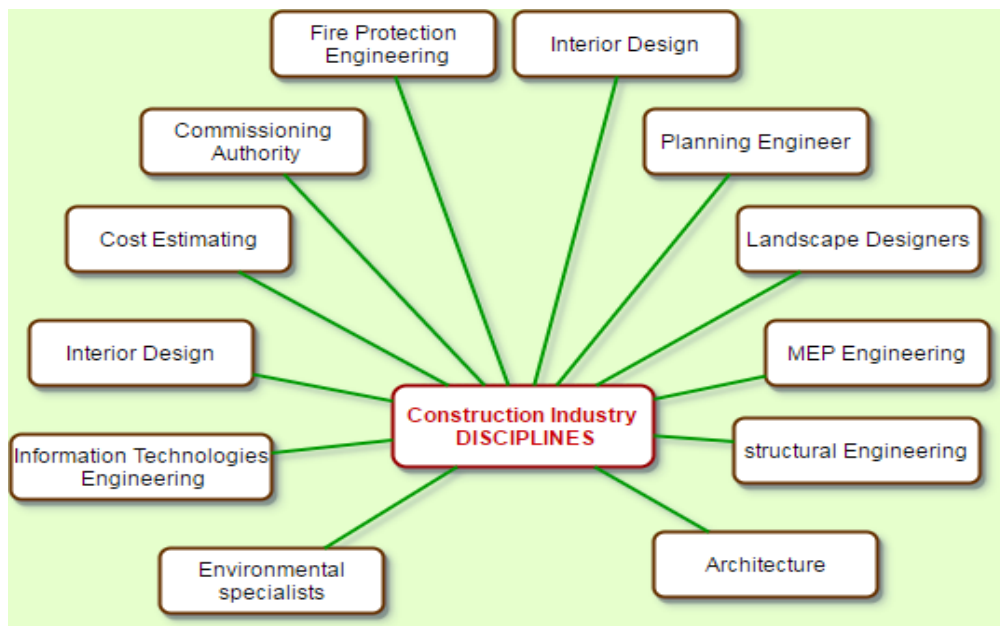 Fire Protection
Engineering
Interior Design
Commissioning
Authority
Planning Engineer
Cost Estimating
Landscape Designers
Interior Design
MEP Engineering
Construction Industry
DISCIPLINES
Information Technologies
Engineering
structural Engineering
Environmental
specialists
Architecture